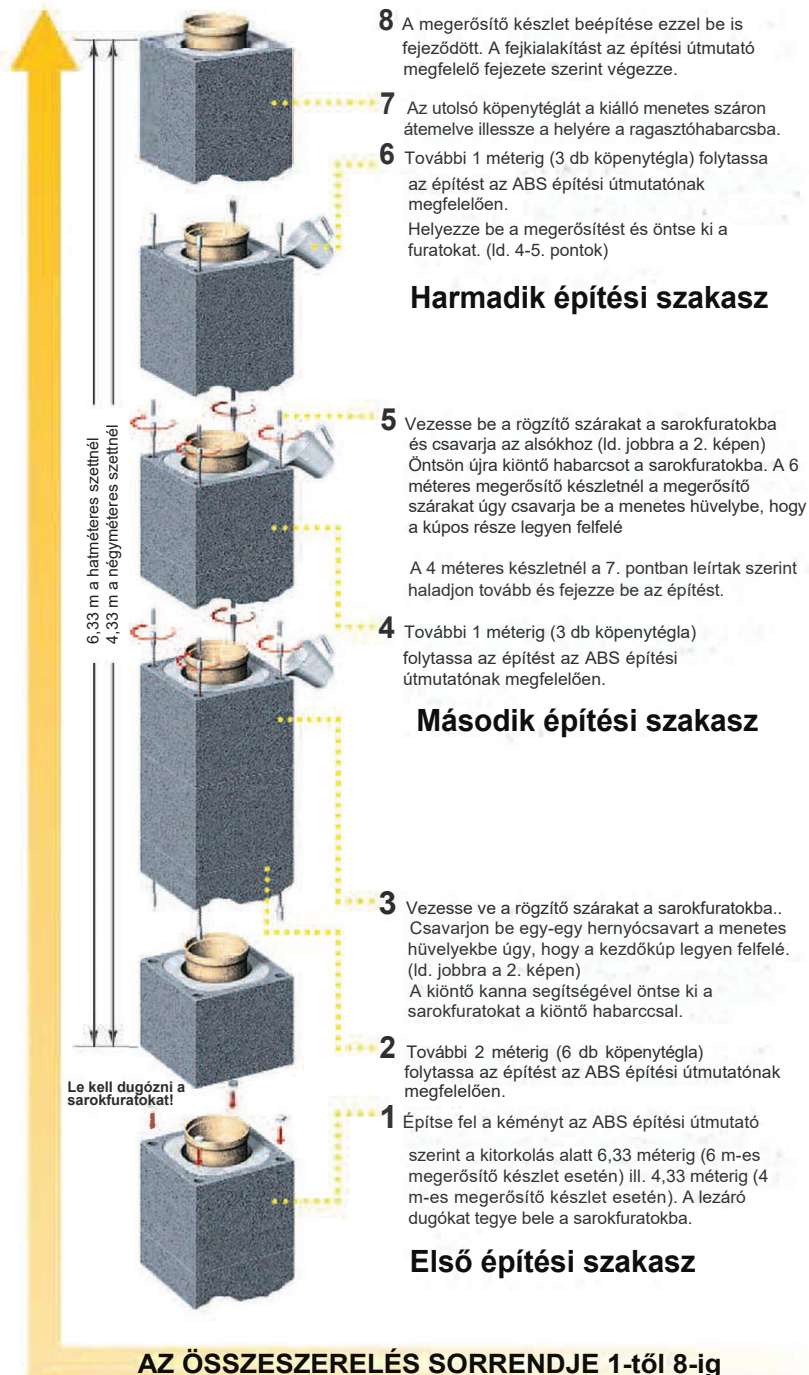 8 A megerősítő készlet beépítése ezzel be is
fejeződött. A fejkialakítást az építési útmutató
megfelelő fejezete szerint végezze.
7 Az utolsó köpenytéglát a kiálló menetes száron
átemelve illessze a helyére a ragasztóhabarcsba.
6 További 1 méterig (3 db köpenytégla) folytassa
az építést az ABS építési útmutatónak
megfelelően.
Helyezze be a megerősítést és öntse ki a
furatokat. (ld. 4-5. pontok)
Harmadik építési szakasz
6,33 m a hatméteres szettnél
4,33 m a négyméteres szettnél
5 Vezesse be a rögzítő szárakat a sarokfuratokba
és csavarja az alsókhoz (ld. jobbra a 2. képen)
Öntsön újra kiöntő habarcsot a sarokfuratokba. A 6
méteres megerősítő készletnél a megerősítő
szárakat úgy csavarja be a menetes hüvelybe, hogy
a kúpos része legyen felfelé
A 4 méteres készletnél a 7. pontban leírtak szerint
haladjon tovább és fejezze be az építést.
4 További 1 méterig (3 db köpenytégla)
folytassa az építést az ABS építési
útmutatónak megfelelően.
Második építési szakasz
3 Vezesse ve a rögzítő szárakat a sarokfuratokba..
Csavarjon be egy-egy hernyócsavart a menetes
hüvelyekbe úgy, hogy a kezdőkúp legyen felfelé.
(ld. jobbra a 2. képen)
A kiöntő kanna segítségével öntse ki a
sarokfuratokat a kiöntő habarccsal.
2 További 2 méterig (6 db köpenytégla)
folytassa az építést az ABS építési útmutatónak
megfelelően.
Le kell dugózni a
sarokfuratokat!
1 Építse fel a kéményt az ABS építési útmutató
szerint a kitorkolás alatt 6,33 méterig (6 m-es
megerősítő készlet esetén) ill. 4,33 méterig (4
m-es megerősítő készlet esetén). A lezáró
dugókat tegye bele a sarokfuratokba.
Első építési szakasz
AZ ÖSSZESZERELÉS SORRENDJE 1-től 8-ig